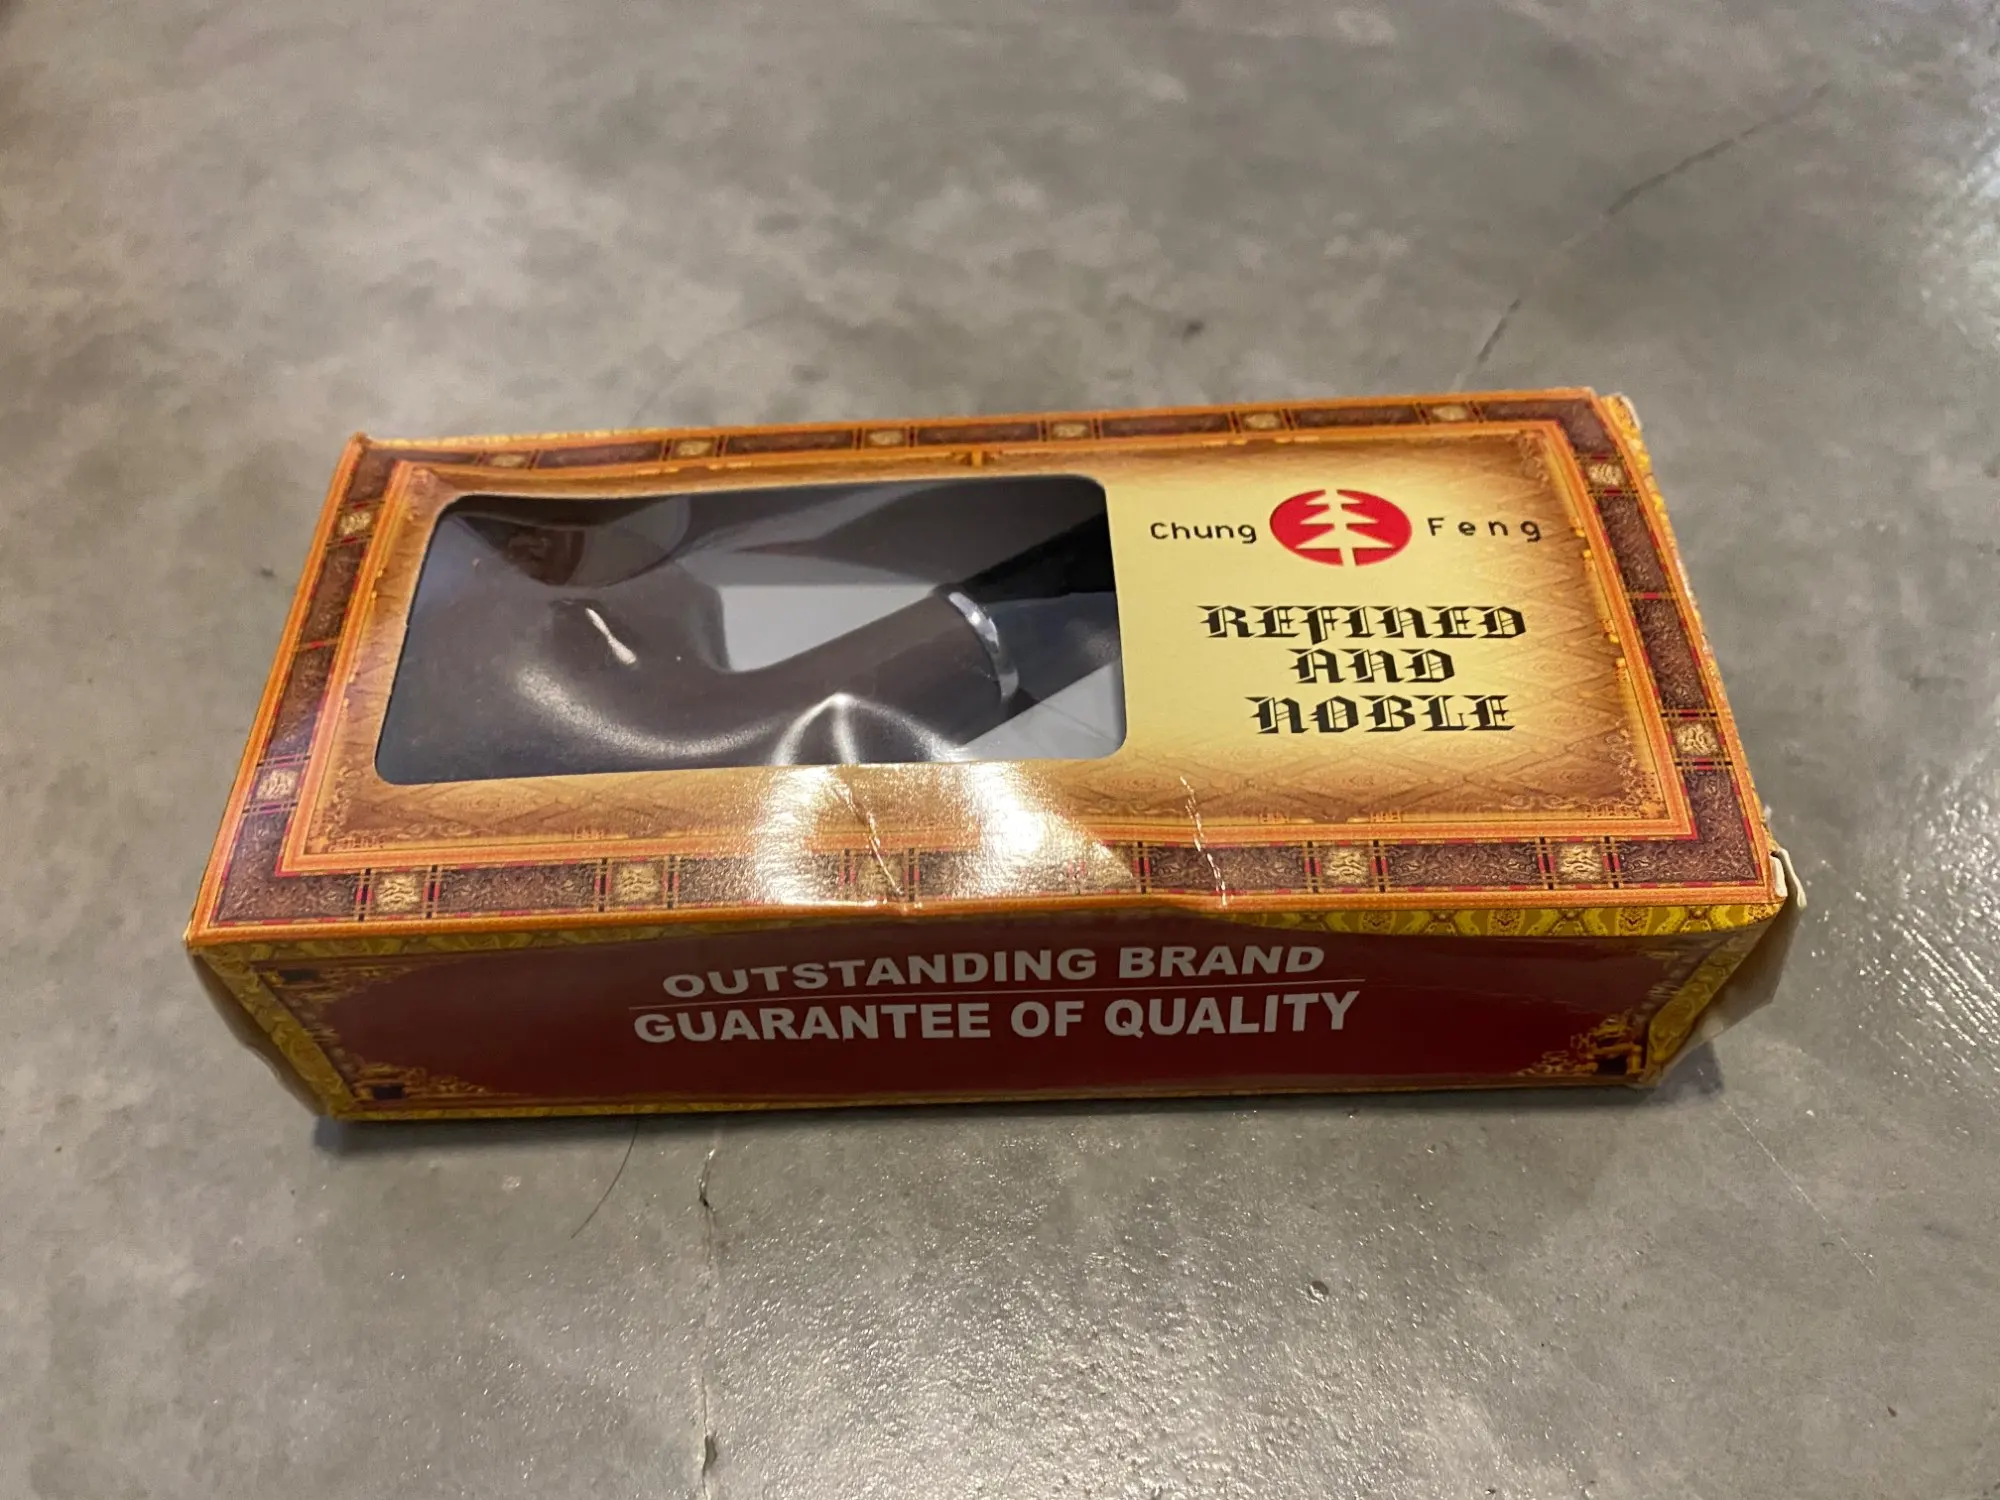 Chung Feng
REFINED
AND
NOBLE
OUTSTANDING BRAND
GUARANTEE OF QUALITY